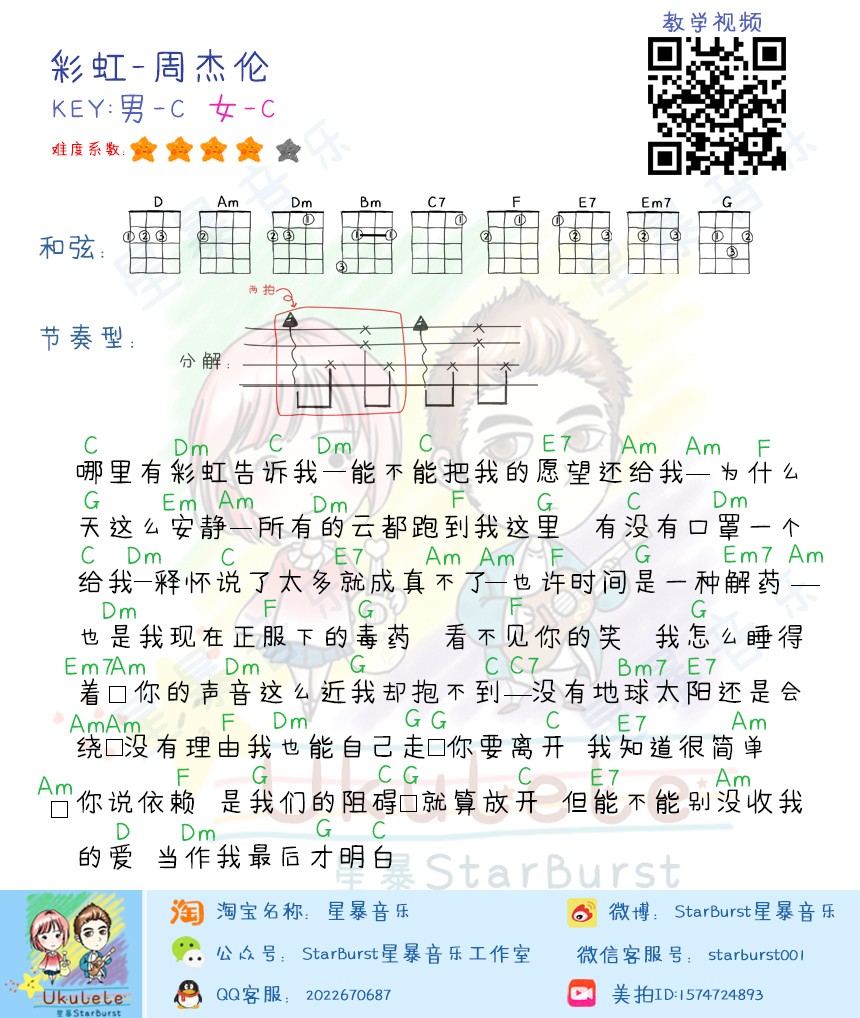 教学视频
彩虹-周杰伦
KEY:男-C 女-C
难度系数:
和弦:
D Am Dm Bm C7 F E7 Em7 G
两拍
节奏型:
分解:
C Dm C Dm C E7 Am Am F
哪里有彩虹告诉我—能不能把我的愿望还给我—为什么
G Em Am Dm F G C Dm
天这么安静—所有的云都跑到我这里 有没有口罩一个
C Dm C E7 Am Am F G Em7 Am
给我—释怀说了太多就成真不了—也许时间是一种解药—
Dm F G F G
也是我现在正服下的毒药 看不见你的笑 我怎么睡得
Em7Am Dm G C C7 Bm7 E7
着□你的声音这么近我却抱不到—没有地球太阳还是会
AmAm F Dm G G C E7 Am
绕□没有理由我也能自己走□你要离开 我知道很简单
Am F G C G C E7 Am
□你说依赖 是我们的阻碍□就算放开 但能不能别没收我
D Dm G C
的爱 当作我最后才明白
Ukulele
星暴StarBurst
淘 淘宝名称: 星暴音乐
微博: StarBurst星暴音乐
公众号: StarBurst星暴音乐工作室
微信客服号: starburst001
QQ客服: 2022670687
美拍ID:1574724893
Ukulele
星暴StarBurst